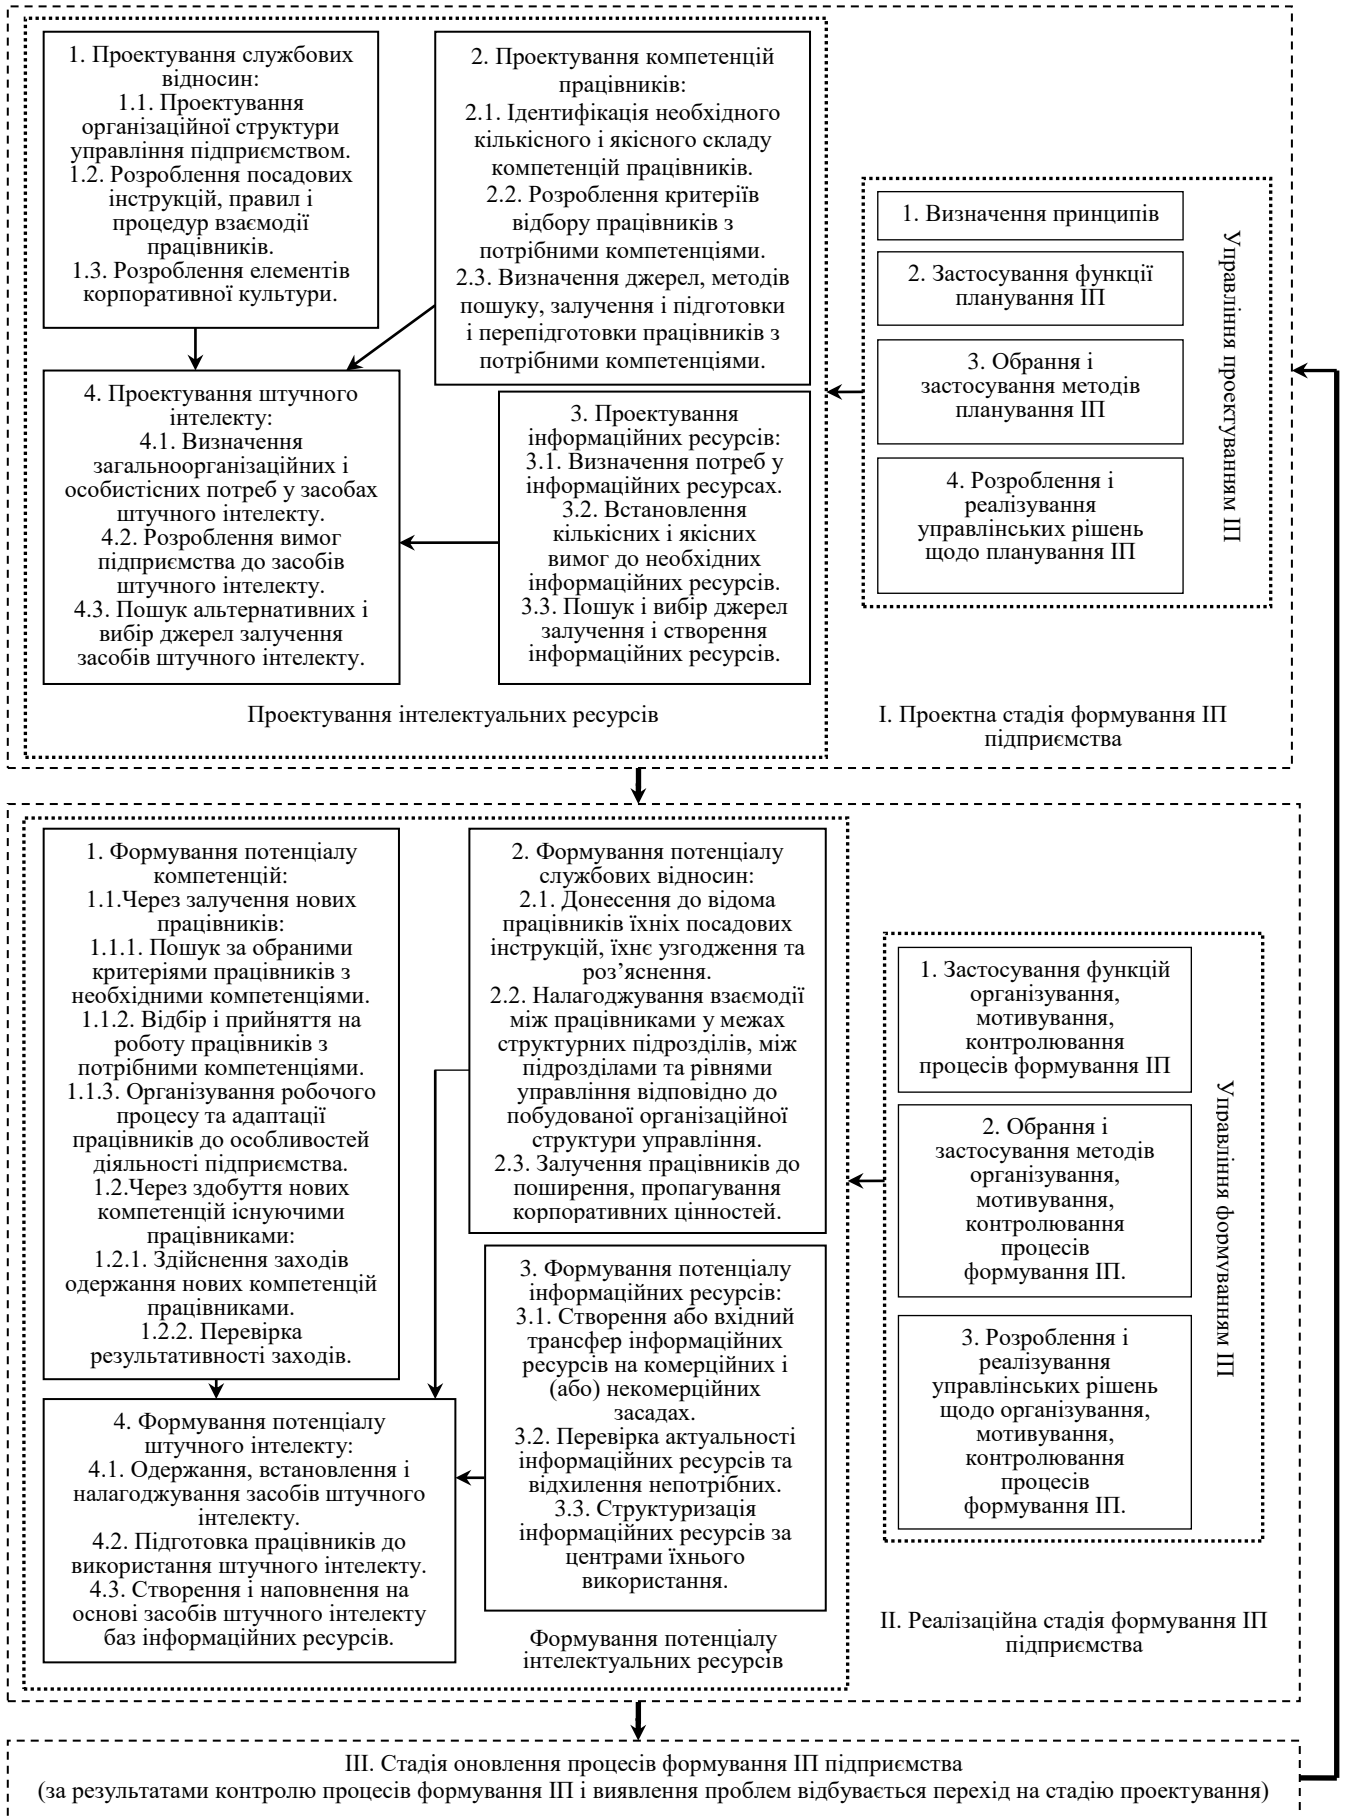 1. Проектування службових
відносин:
1.1. Проектування
організаційної структури
управління підприємством.
1.2. Розроблення посадових
інструкцій, правил і
процедур взаємодії
працівників.
1.3. Розроблення елементів
корпоративної культури.
2. Проектування компетенцій
працівників:
2.1. Ідентифікація необхідного
кількісного і якісного складу
компетенцій працівників.
2.2. Розроблення критеріїв
відбору працівників з
потрібними компетенціями.
2.3. Визначення джерел, методів
пошуку, залучення і підготовки
і перепідготовки працівників з
потрібними компетенціями.
3. Проектування
інформаційних ресурсів:
3.1. Визначення потреб у
інформаційних ресурсах.
3.2. Встановлення
кількісних і якісних
вимог до необхідних
інформаційних ресурсів.
3.3. Пошук і вибір джерел
залучення і створення
інформаційних ресурсів.
4. Проектування штучного
інтелекту:
4.1. Визначення
загальноорганізаційних і
особистісних потреб у засобах
штучного інтелекту.
4.2. Розроблення вимог
підприємства до засобів
штучного інтелекту.
4.3. Пошук альтернативних і
вибір джерел залучення
засобів штучного інтелекту.
Проектування інтелектуальних ресурсів
1. Визначення принципів
2. Застосування функції
планування ІП
3. Обрання і
застосування методів
планування ІП
4. Розроблення і
реалізування
управлінських рішень
щодо планування ІП
Управління проектуванням ІП
І. Проектна стадія формування ІП
підприємства
1. Формування потенціалу
компетенцій:
1.1.Через залучення нових
працівників:
1.1.1. Пошук за обраними
критеріями працівників з
необхідними компетенціями.
1.1.2. Відбір і прийняття на
роботу працівників з
потрібними компетенціями.
1.1.3. Організування робочого
процесу та адаптації
працівників до особливостей
діяльності підприємства.
1.2.Через здобуття нових
компетенцій існуючими
працівниками:
1.2.1. Здійснення заходів
одержання нових компетенцій
працівниками.
1.2.2. Перевірка
результативності заходів.
2. Формування потенціалу
службових відносин:
2.1. Донесення до відома
працівників їхніх посадових
інструкцій, їхнє узгодження та
роз’яснення.
2.2. Налагоджування взаємодії
між працівниками у межах
структурних підрозділів, між
підрозділами та рівнями
управління відповідно до
побудованої організаційної
структури управління.
2.3. Залучення працівників до
поширення, пропагування
корпоративних цінностей.
3. Формування потенціалу
інформаційних ресурсів:
3.1. Створення або вхідний
трансфер інформаційних
ресурсів на комерційних і
(або) некомерційних
засадах.
3.2. Перевірка актуальності
інформаційних ресурсів та
відхилення непотрібних.
3.3. Структуризація
інформаційних ресурсів за
центрами їхнього
використання.
4. Формування потенціалу
штучного інтелекту:
4.1. Одержання, встановлення і
налагоджування засобів штучного
інтелекту.
4.2. Підготовка працівників до
використання штучного інтелекту.
4.3. Створення і наповнення на
основі засобів штучного інтелекту
баз інформаційних ресурсів.
Формування потенціалу
інтелектуальних ресурсів
1. Застосування функцій
організування,
мотивування,
контролювання
процесів формування ІП
2. Обрання і
застосування методів
організування,
мотивування,
контролювання
процесів
формування ІП.
3. Розроблення і
реалізування
управлінських рішень
щодо організування,
мотивування,
контролювання
процесів
формування ІП.
Управління формуванням ІП
ІІ. Реалізаційна стадія формування ІП
підприємства
ІІІ. Стадія оновлення процесів формування ІП підприємства
(за результатами контролю процесів формування ІП і виявлення проблем відбувається перехід на стадію проектування)